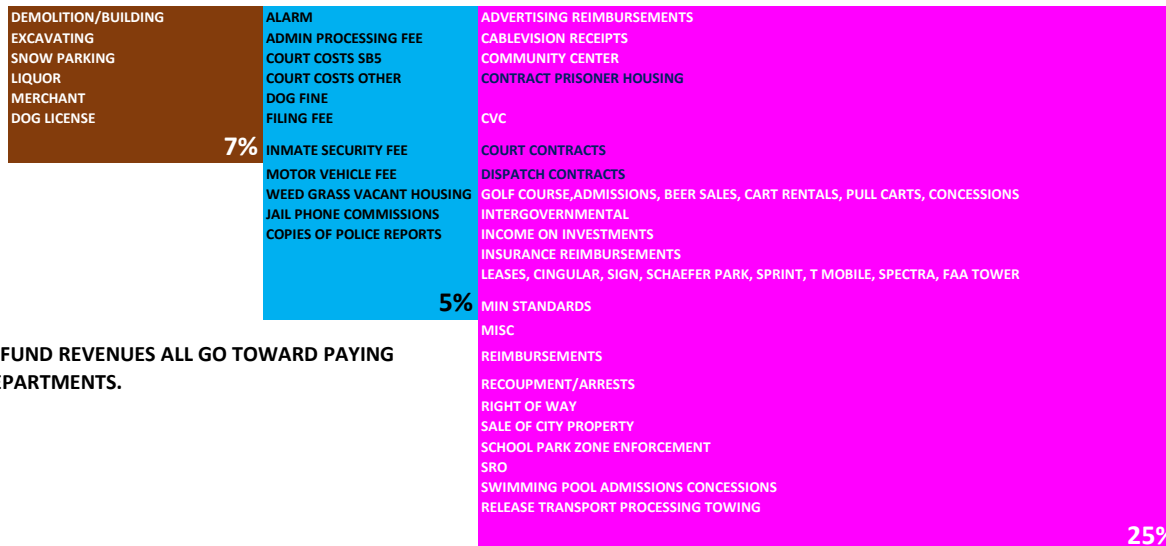 DEMOLITION/BUILDING
EXCAVATING
SNOW PARKING
LIQUOR
MERCHANT
DOG LICENSE
7%
ALARM
ADMIN PROCESSING FEE
COURT COSTS SB5
COURT COSTS OTHER
DOG FINE
FILING FEE
INMATE SECURITY FEE
MOTOR VEHICLE FEE
WEED GRASS VACANT HOUSING
JAIL PHONE COMMISSIONS
COPIES OF POLICE REPORTS
5%
ADVERTISING REIMBURSEMENTS
CABLEVISION RECEIPTS
COMMUNITY CENTER
CONTRACT PRISONER HOUSING
CVC
COURT CONTRACTS
DISPATCH CONTRACTS
GOLF COURSE,ADMISSIONS, BEER SALES, CART RENTALS, PULL CARTS, CONCESSIONS
INTERGOVERNMENTAL
INCOME ON INVESTMENTS
INSURANCE REIMBURSEMENTS
LEASES, CINGULAR, SIGN, SCHAEFER PARK, SPRINT, T MOBILE, SPECTRA, FAA TOWER
MIN STANDARDS
MISC
REIMBURSEMENTS
RECOUPMENT/ARRESTS
RIGHT OF WAY
SALE OF CITY PROPERTY
SCHOOL PARK ZONE ENFORCEMENT
SRO
SWIMMING POOL ADMISSIONS CONCESSIONS
RELEASE TRANSPORT PROCESSING TOWING
25%
FUND REVENUES ALL GO TOWARD PAYING
EPARTMENTS.